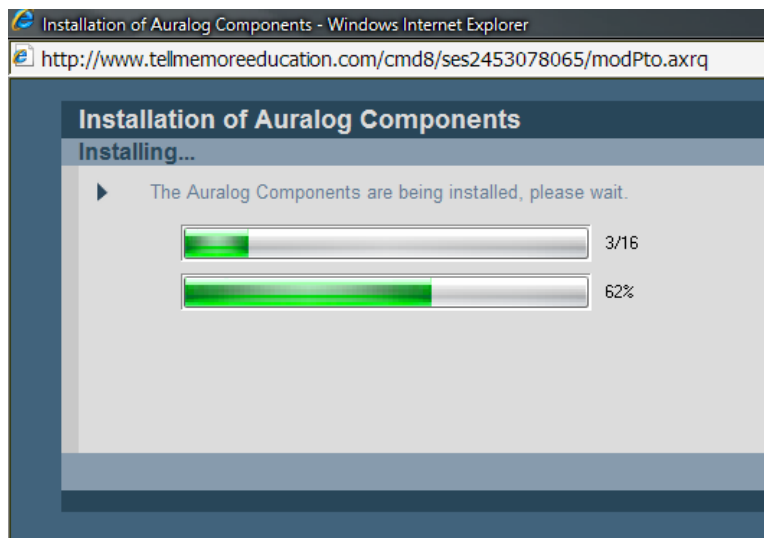 Installation of Auralog Components - Windows Internet Explorer
http://www.tellmemoreeducation.com/cmd8/ses2453078065/modPto.axrq
Installation of Auralog Components
Installing...
The Auralog Components are being installed, please wait.
3/16
62%